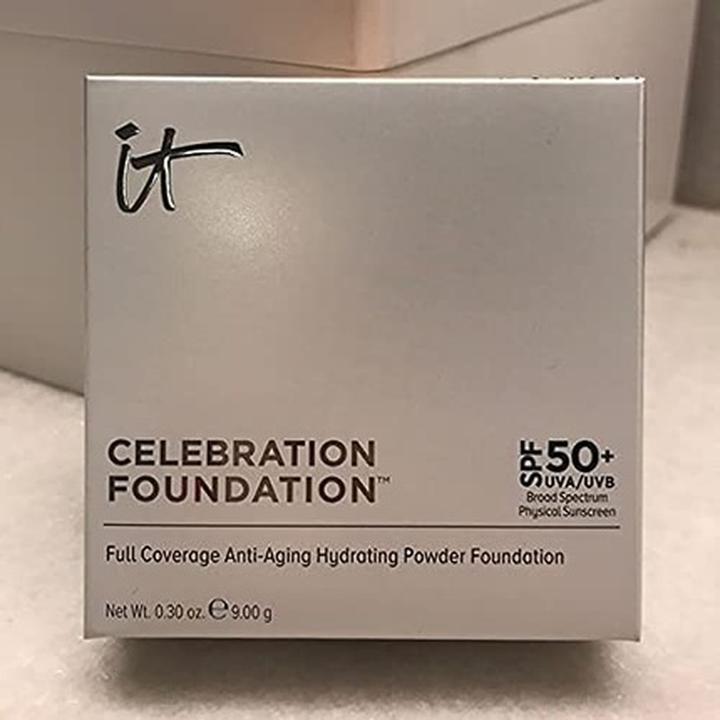 it
CELEBRATION
FOUNDATION™
SPF 50+
UVA/UVB
Broad Spectrum
Physical Sunscreen
Full Coverage Anti-Aging Hydrating Powder Foundation
Net Wt. 0.30 oz. ℮ 9.00 g